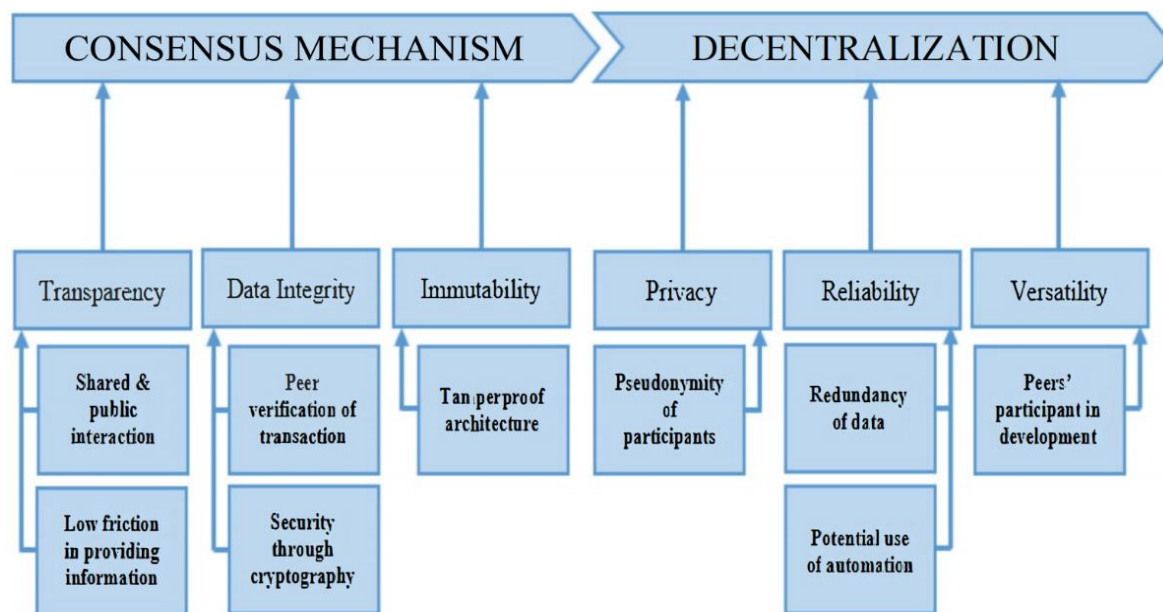 CONSENSUS MECHANISM
DECENTRALIZATION
Transparency
Data Integrity
Immutability
Privacy
Reliability
Versatility
Shared &
public
interaction
Peer
verification of
transaction
Tamperproof
architecture
Pseudonymity
of
participants
Redundancy
of data
Peers'
participant in
development
Low friction
in providing
information
Security
through
cryptography
Potential use
of automation